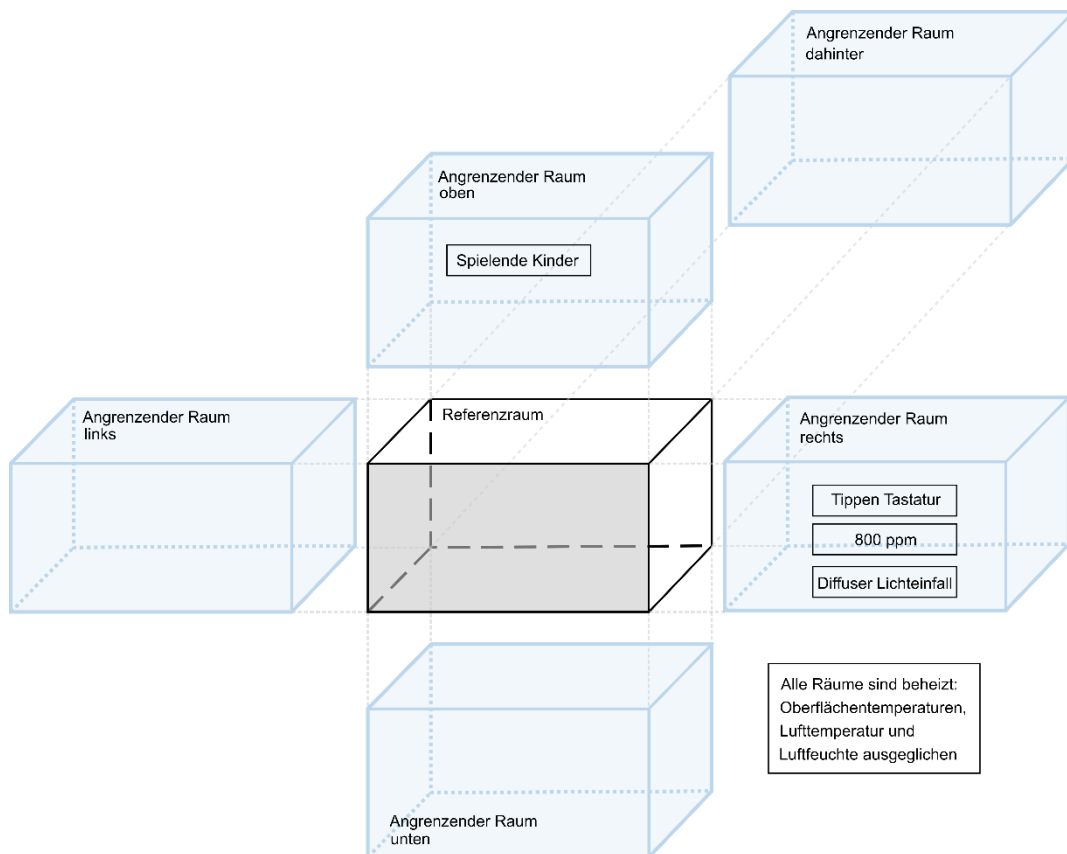 Angrenzender Raum
dahinter
Angrenzender Raum
oben
Spielende Kinder
Angrenzender Raum
links
Referenzraum
Angrenzender Raum
rechts
Tippen Tastatur
800 ppm
Diffuser Lichteinfall
Alle Räume sind beheizt:
Oberflächentemperaturen,
Lufttemperatur und
Luftfeuchte ausgeglichen
Angrenzender Raum
unten